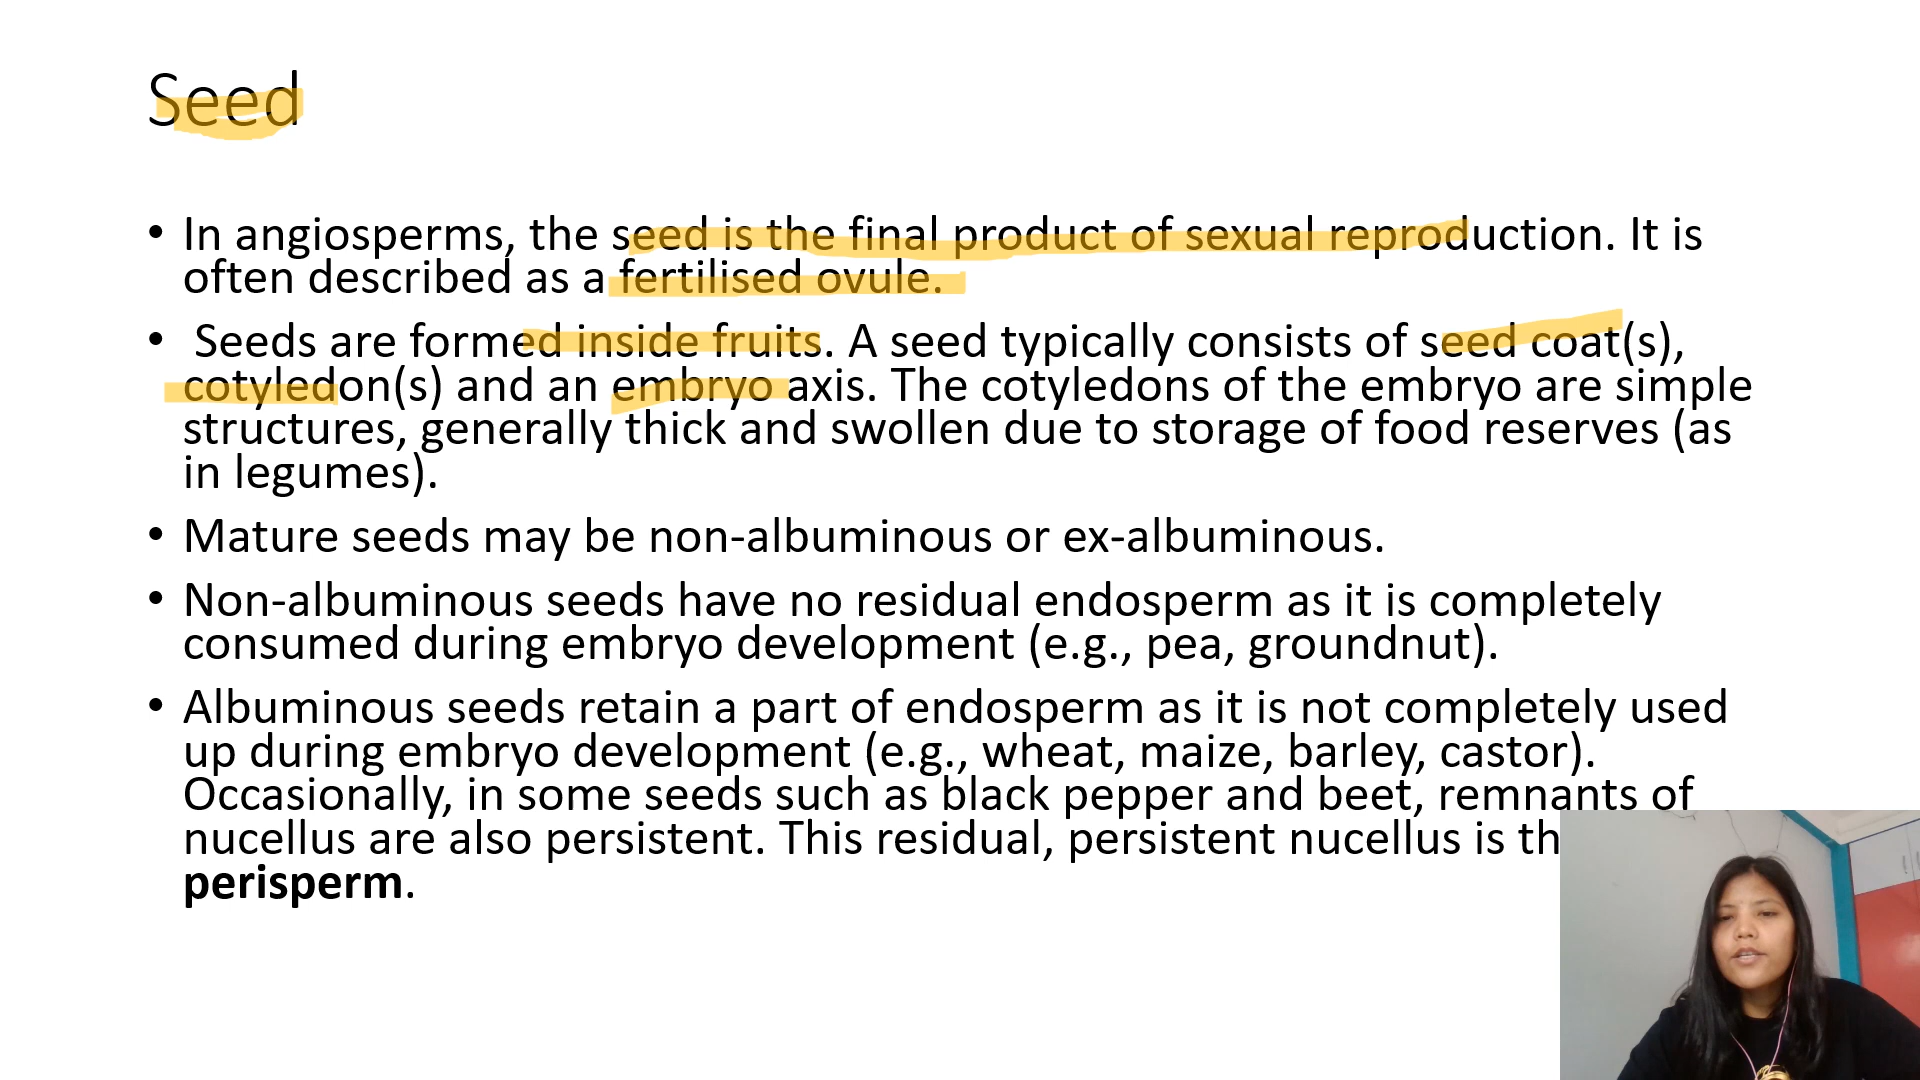 Seed
• In angiosperms, the seed is the final product of sexual reproduction. It is
often described as a fertilised ovule.
• Seeds are formed inside fruits. A seed typically consists of seed coat(s),
cotyledon(s) and an embryo axis. The cotyledons of the embryo are simple
structures, generally thick and swollen due to storage of food reserves (as
in legumes).
• Mature seeds may be non-albuminous or ex-albuminous.
• Non-albuminous seeds have no residual endosperm as it is completely
consumed during embryo development (e.g., pea, groundnut).
• Albuminous seeds retain a part of endosperm as it is not completely used
up during embryo development (e.g., wheat, maize, barley, castor).
Occasionally, in some seeds such as black pepper and beet, remnants of
nucellus are also persistent. This residual, persistent nucellus is
perisperm.